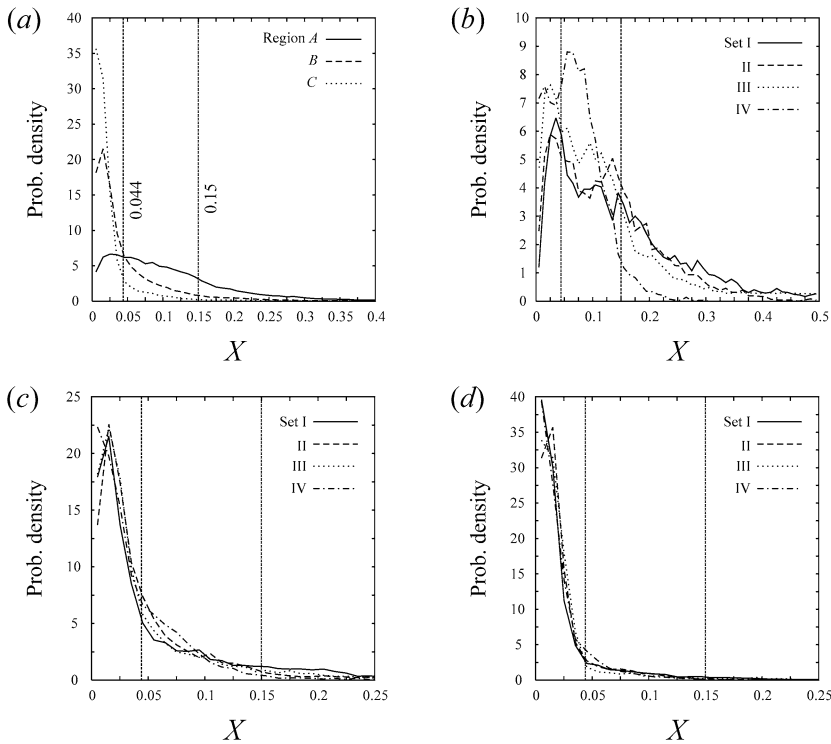 (a)
40
35
30
25
20
15
10
5
0
Prob. density
Region A
B
C
0.044
0.15
0 0.05 0.1 0.15 0.2 0.25 0.3 0.35 0.4
X
(b)
10
9
8
7
6
5
4
3
2
1
0
Prob. density
Set I
II
III
IV
0 0.1 0.2 0.3 0.4 0.5
X
(c)
25
20
15
10
5
0
Prob. density
Set I
II
III
IV
0 0.05 0.1 0.15 0.2 0.25
X
(d)
40
35
30
25
20
15
10
5
0
Prob. density
Set I
II
III
IV
0 0.05 0.1 0.15 0.2 0.25
X